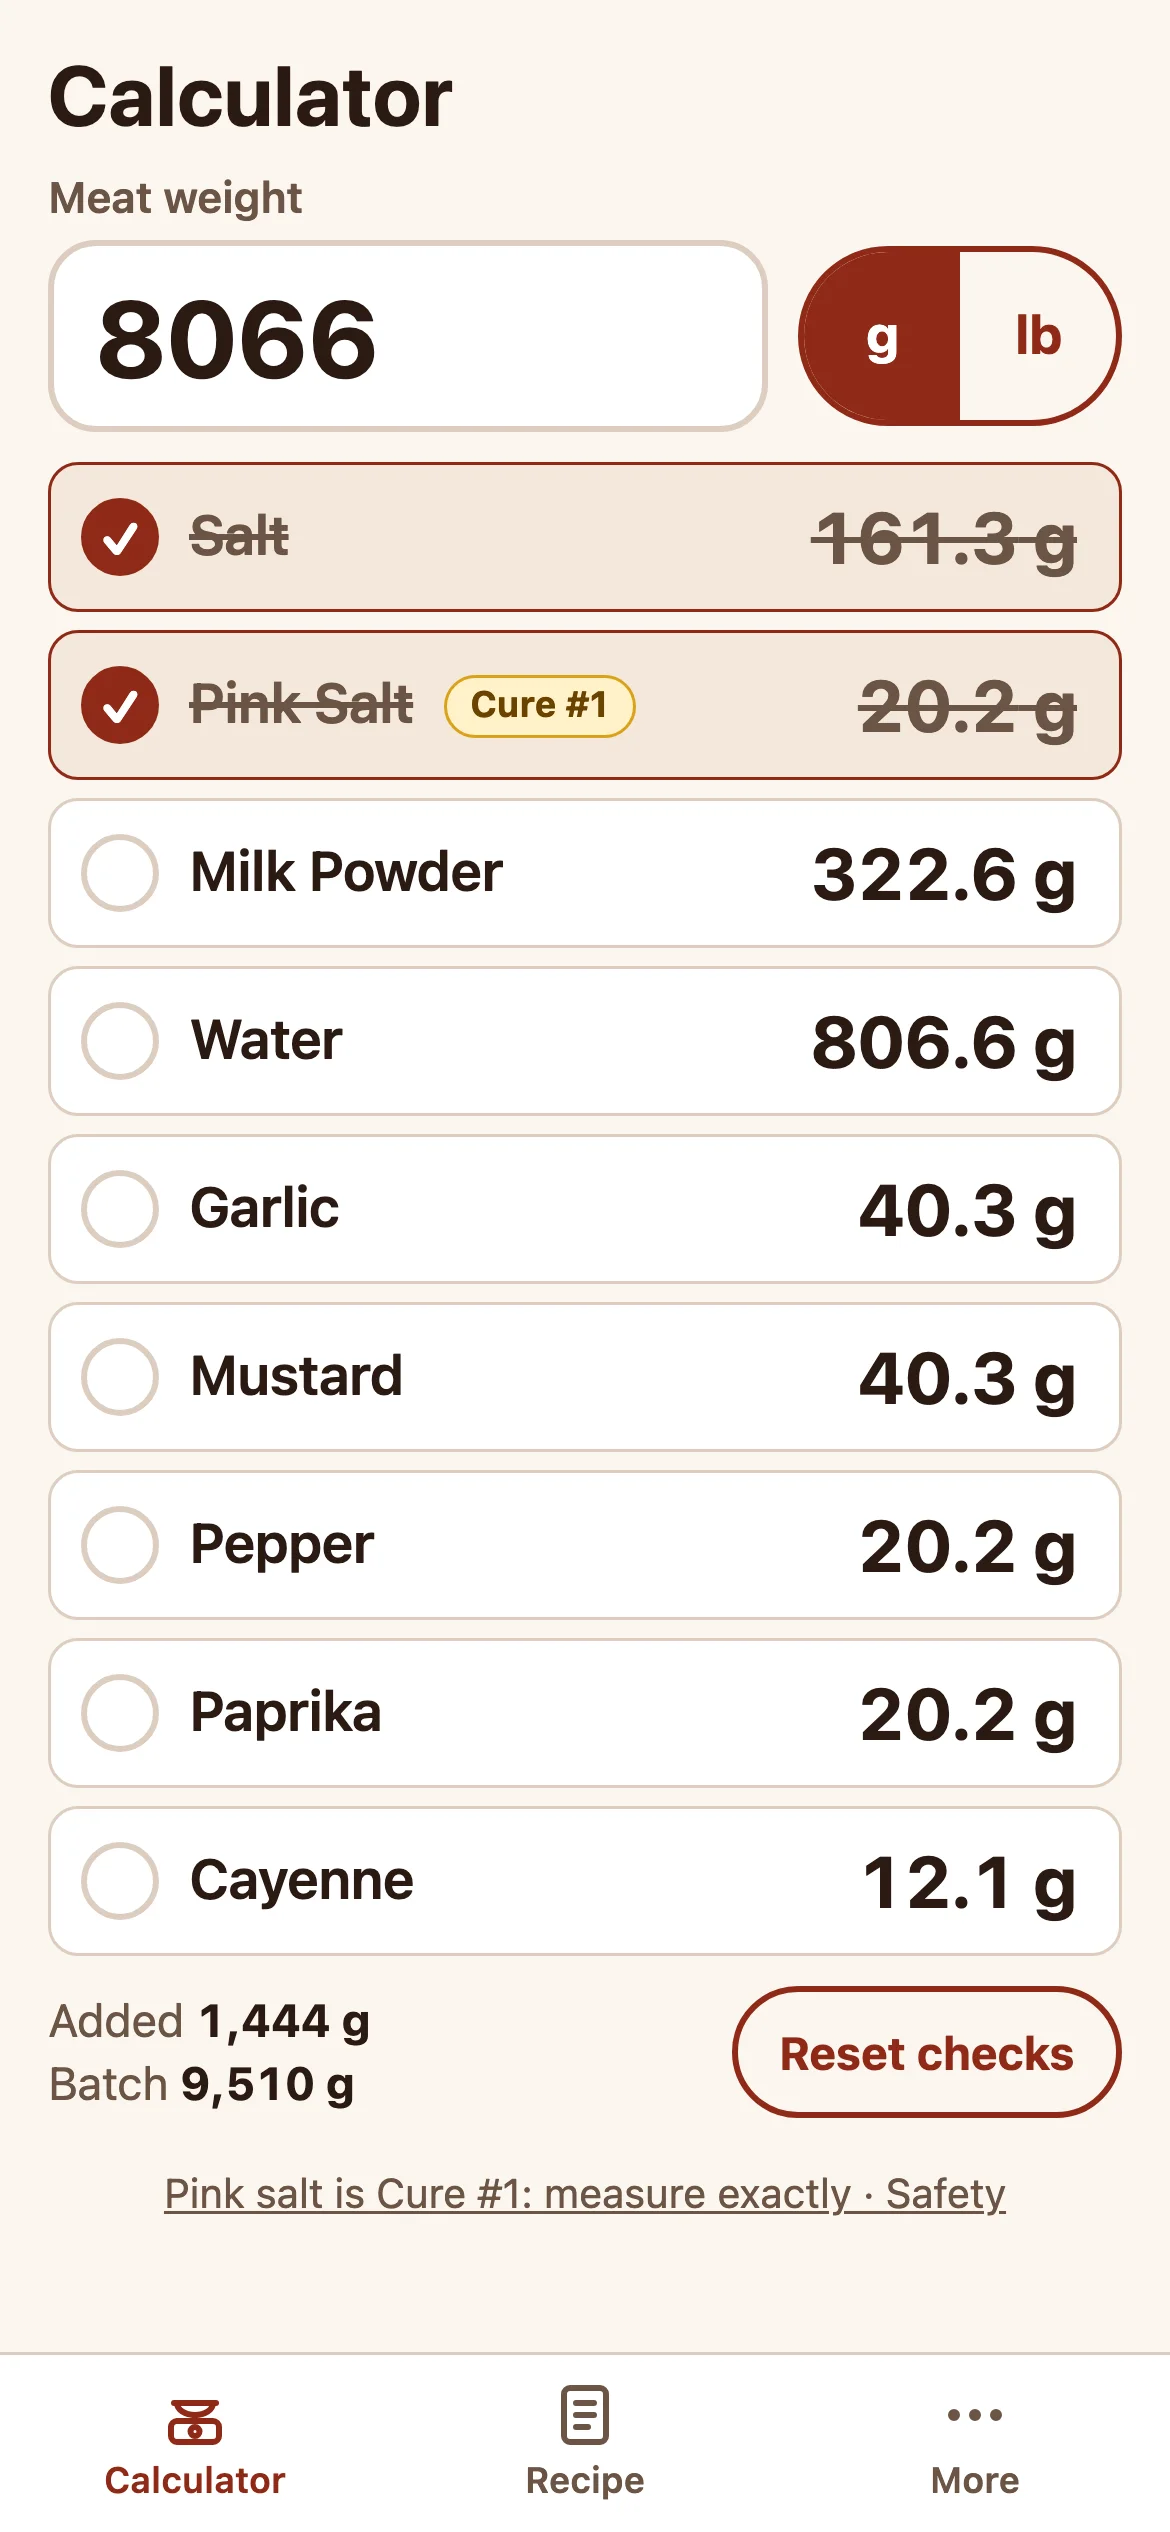 Calculator
Meat weight
8066
g lb
Salt 161.3 g
Pink Salt Cure #1 20.2 g
Milk Powder 322.6 g
Water 806.6 g
Garlic 40.3 g
Mustard 40.3 g
Pepper 20.2 g
Paprika 20.2 g
Cayenne 12.1 g
Added 1,444 g
Batch 9,510 g
Reset checks
Pink salt is Cure #1: measure exactly · Safety
Calculator Recipe More